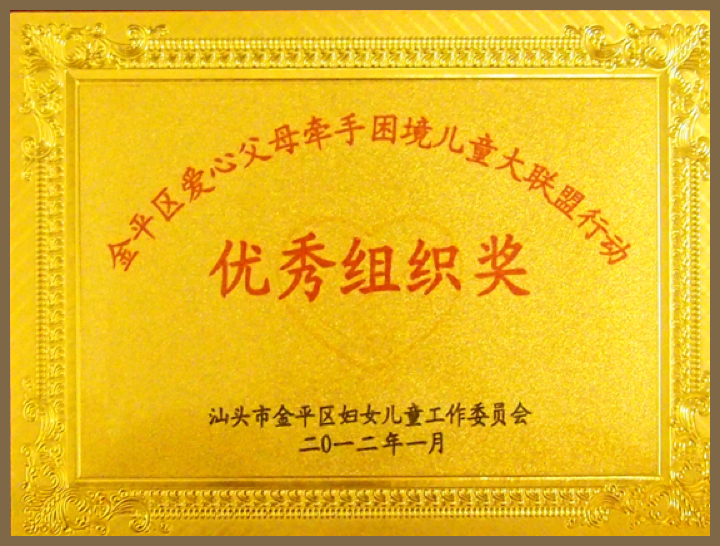 金平区爱心父母牵手困境儿童大联盟行动
优秀组织奖
汕头市金平区妇女儿童工作委员会
二〇一二年一月